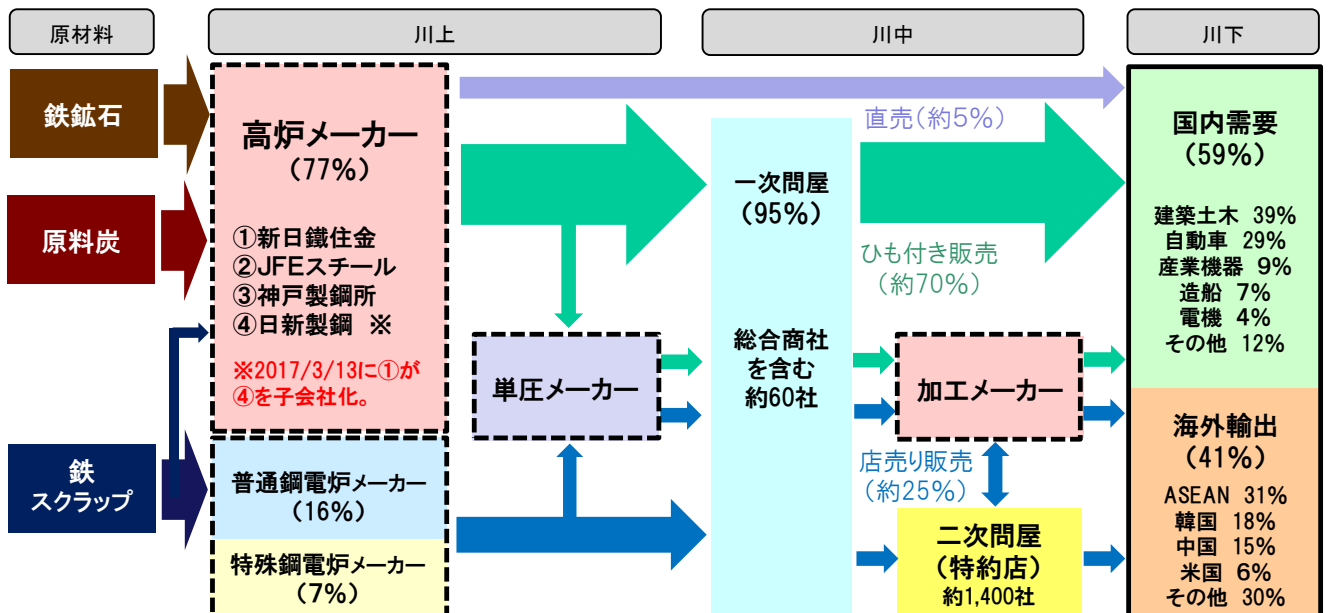 原材料
川上
川中
川下
鉄鉱石
原料炭
鉄
スクラップ
高炉メーカー
(77%)
①新日鐵住金
②JFEスチール
③神戸製鋼所
④日新製鋼 ※
※2017/3/13に①が
④を子会社化。
普通鋼電炉メーカー
(16%)
特殊鋼電炉メーカー
(7%)
単圧メーカー
一次問屋
(95%)
総合商社
を含む
約60社
直売(約5%)
ひも付き販売
(約70%)
加工メーカー
店売り販売
(約25%)
二次問屋
(特約店)
約1,400社
国内需要
(59%)
建築土木 39%
自動車 29%
産業機器 9%
造船 7%
電機 4%
その他 12%
海外輸出
(41%)
ASEAN 31%
韓国 18%
中国 15%
米国 6%
その他 30%